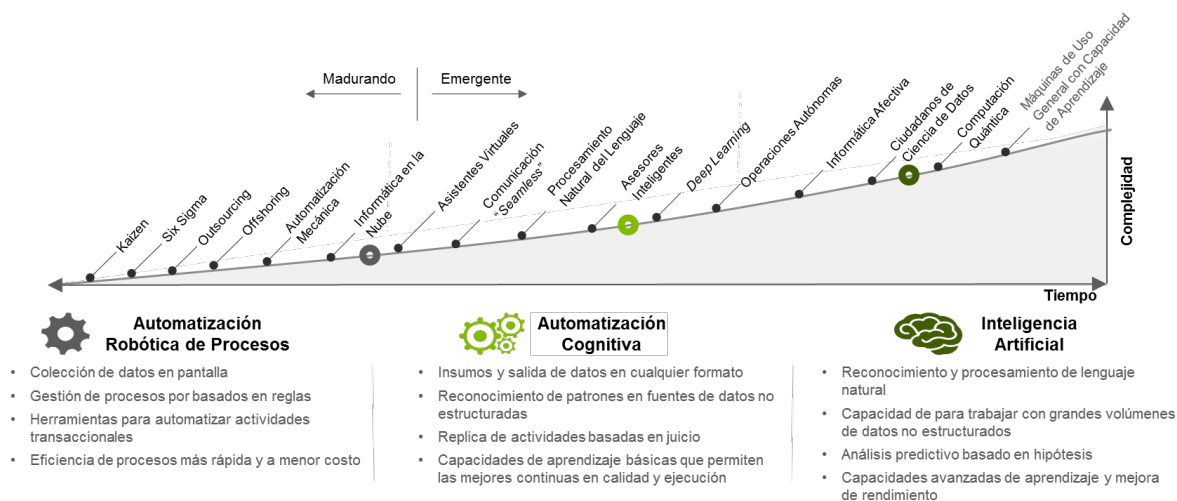 Madurando
Emergente
Kaizen
Six Sigma
Outsourcing
Offshoring
Automatización
Mecánica
Informática en la
Nube
Asistentes Virtuales
Comunicación
“Seamless”
Procesamiento
Natural del Lenguaje
Asesores
Inteligentes
Deep Learning
Operaciones Autónomas
Informática Afectiva
Ciudadanos de
Ciencia de Datos
Computación
Quántica
Máquinas de Uso
General con Capacidad
de Aprendizaje
Complejidad
Tiempo
Automatización
Robótica de Procesos
• Colección de datos en pantalla
• Gestión de procesos por basados en reglas
• Herramientas para automatizar actividades
transaccionales
• Eficiencia de procesos más rápida y a menor costo
Automatización
Cognitiva
• Insumos y salida de datos en cualquier formato
• Reconocimiento de patrones en fuentes de datos no
estructuradas
• Replica de actividades basadas en juicio
• Capacidades de aprendizaje básicas que permiten
las mejores continuas en calidad y ejecución
Inteligencia
Artificial
• Reconocimiento y procesamiento de lenguaje
natural
• Capacidad de para trabajar con grandes volúmenes
de datos no estructurados
• Análisis predictivo basado en hipótesis
• Capacidades avanzadas de aprendizaje y mejora
de rendimiento